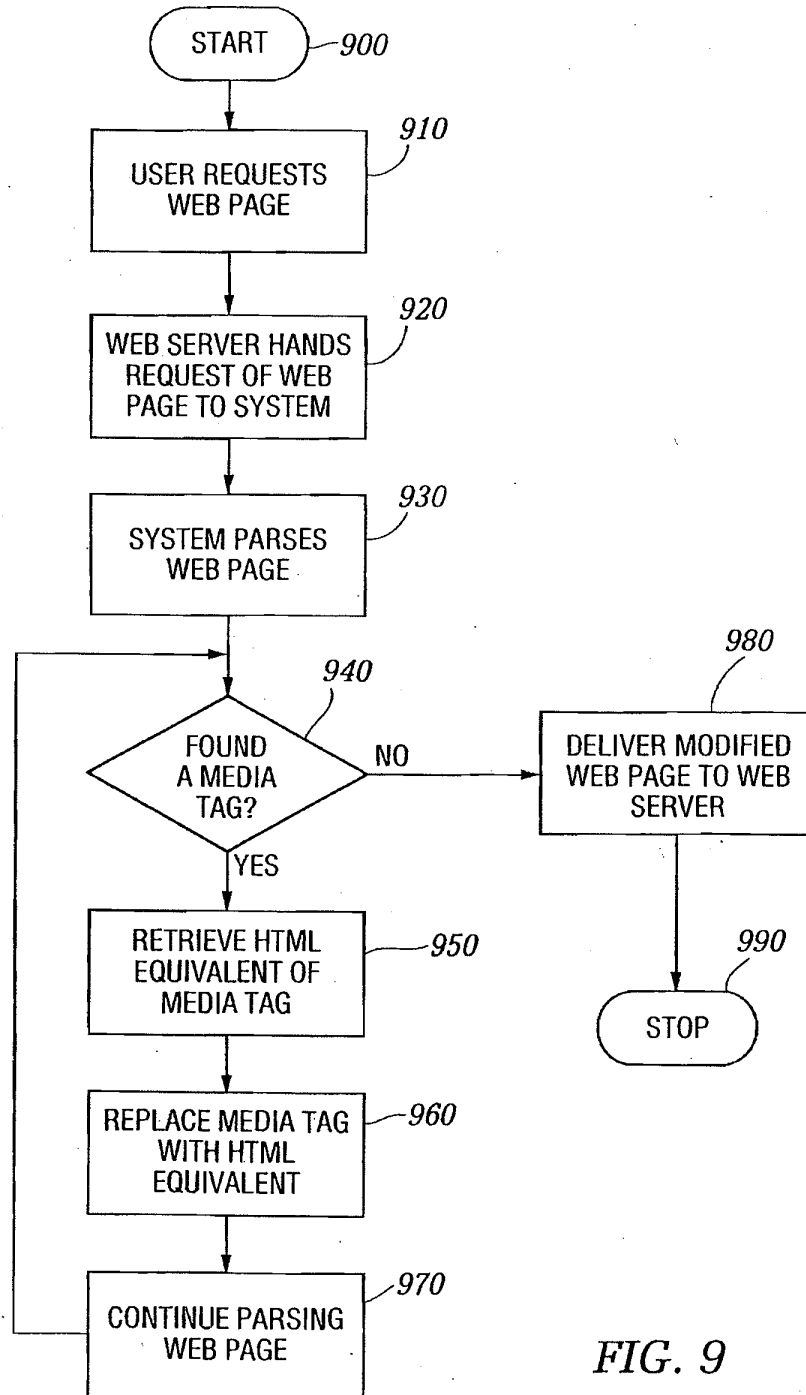 START
900
910
USER REQUESTS
WEB PAGE
920
WEB SERVER HANDS
REQUEST OF WEB
PAGE TO SYSTEM
930
SYSTEM PARSES
WEB PAGE
940
FOUND
A MEDIA
TAG?
NO
YES
980
DELIVER MODIFIED
WEB PAGE TO WEB
SERVER
950
RETRIEVE HTML
EQUIVALENT OF
MEDIA TAG
990
STOP
960
REPLACE MEDIA TAG
WITH HTML
EQUIVALENT
970
CONTINUE PARSING
WEB PAGE
FIG. 9